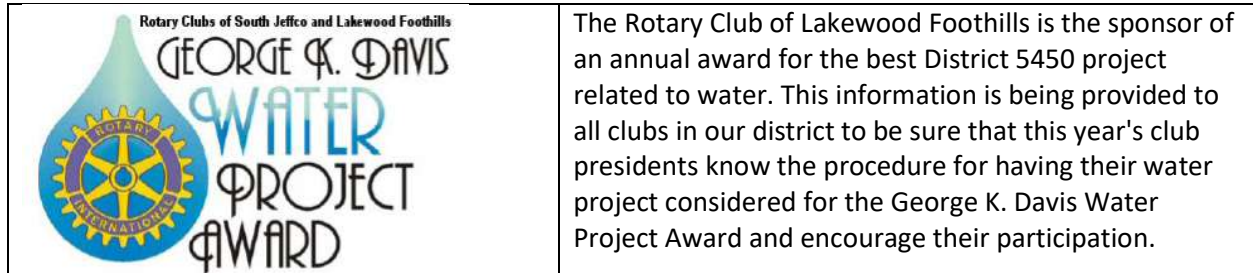 Rotary Clubs of South Jeffco and Lakewood Foothills
GEORGE K. DAVIS
WATER
PROJECT
AWARD
ROTARY
INTERNATIONAL
The Rotary Club of Lakewood Foothills is the sponsor of
an annual award for the best District 5450 project
related to water. This information is being provided to
all clubs in our district to be sure that this year's club
presidents know the procedure for having their water
project considered for the George K. Davis Water
Project Award and encourage their participation.